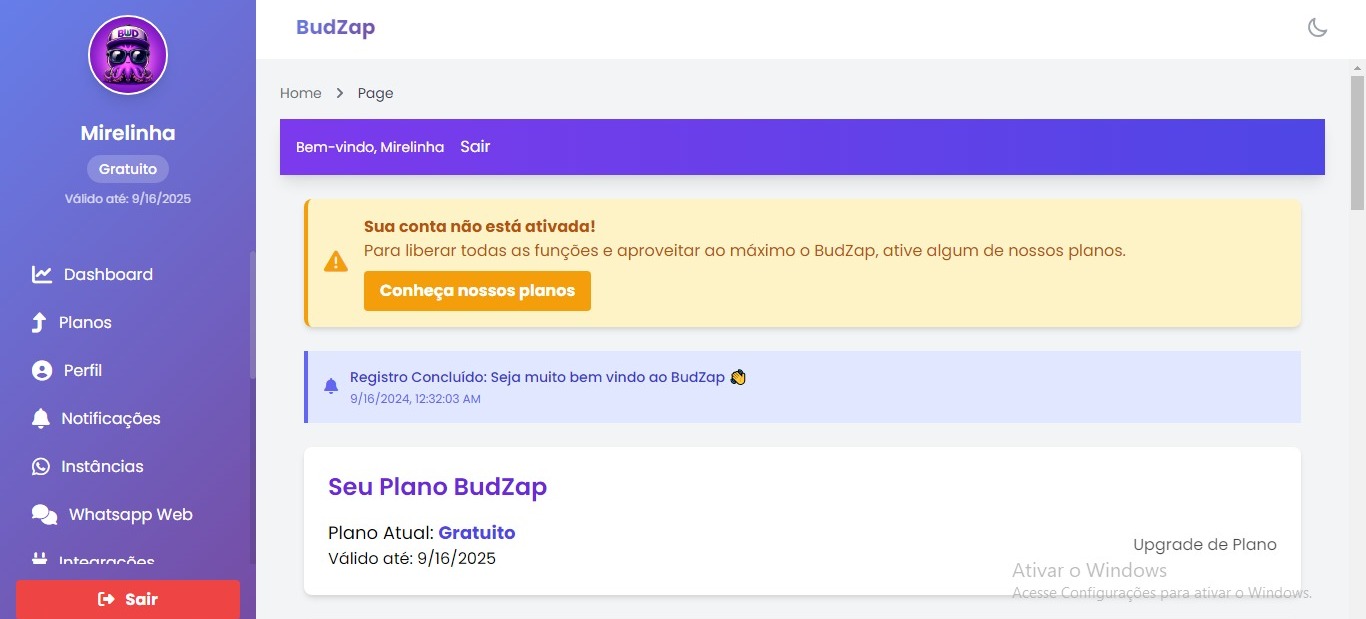 BWD
Mirelinha
Gratuito
Válido até: 9/16/2025
Dashboard
Planos
Perfil
Notificações
Instâncias
Whatsapp Web
Integrações
Sair
BudZap
Home > Page
Bem-vindo, Mirelinha Sair
Sua conta não está ativada!
Para liberar todas as funções e aproveitar ao máximo o BudZap, ative algum de nossos planos.
Conheça nossos planos
Registro Concluído: Seja muito bem vindo ao BudZap 👏
9/16/2024, 12:32:03 AM
Seu Plano BudZap
Plano Atual: Gratuito
Válido até: 9/16/2025
Upgrade de Plano
Ativar o Windows
Acesse Configurações para ativar o Windows.